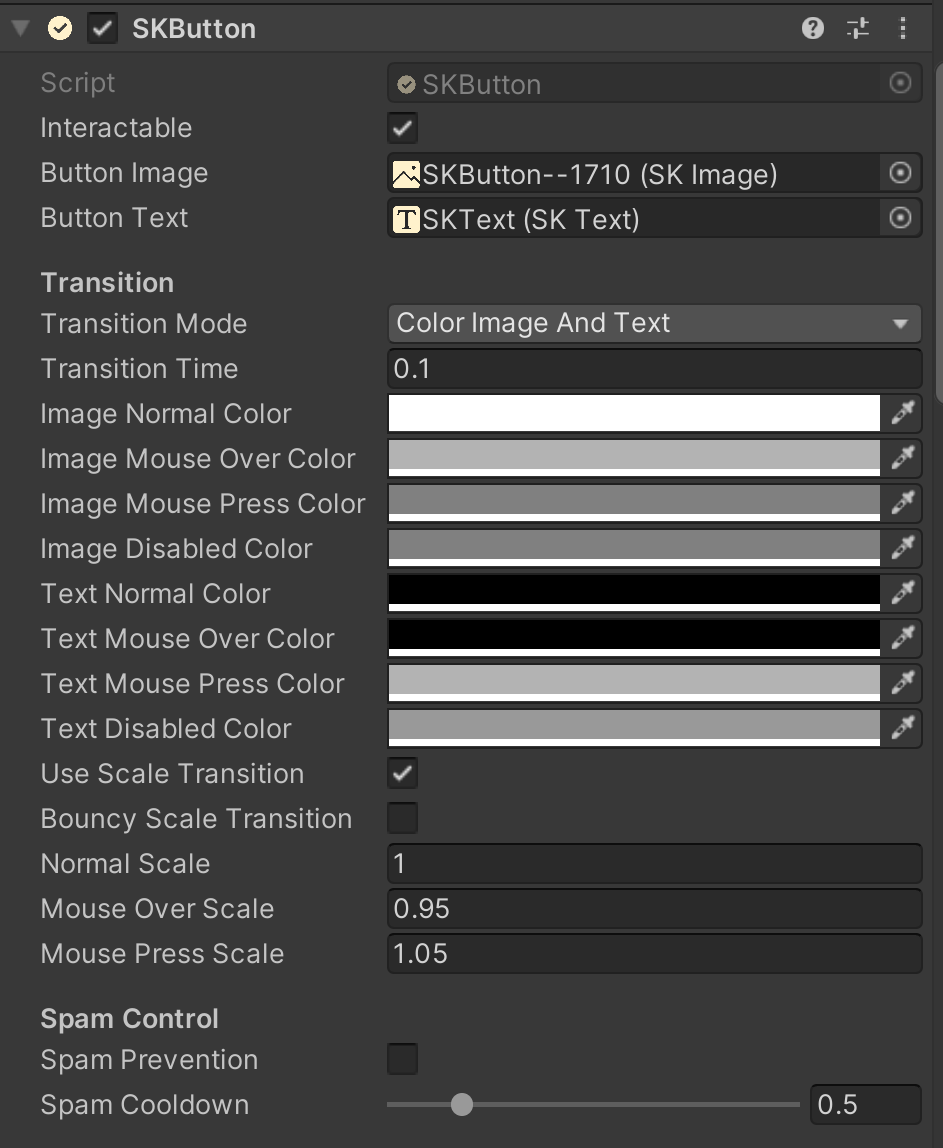 SKButton
Script SKButton
Interactable
Button Image SKButton--1710 (SK Image)
Button Text T SKText (SK Text)
Transition
Transition Mode Color Image And Text
Transition Time 0.1
Image Normal Color
Image Mouse Over Color
Image Mouse Press Color
Image Disabled Color
Text Normal Color
Text Mouse Over Color
Text Mouse Press Color
Text Disabled Color
Use Scale Transition
Bouncy Scale Transition
Normal Scale 1
Mouse Over Scale 0.95
Mouse Press Scale 1.05
Spam Control
Spam Prevention
Spam Cooldown 0.5